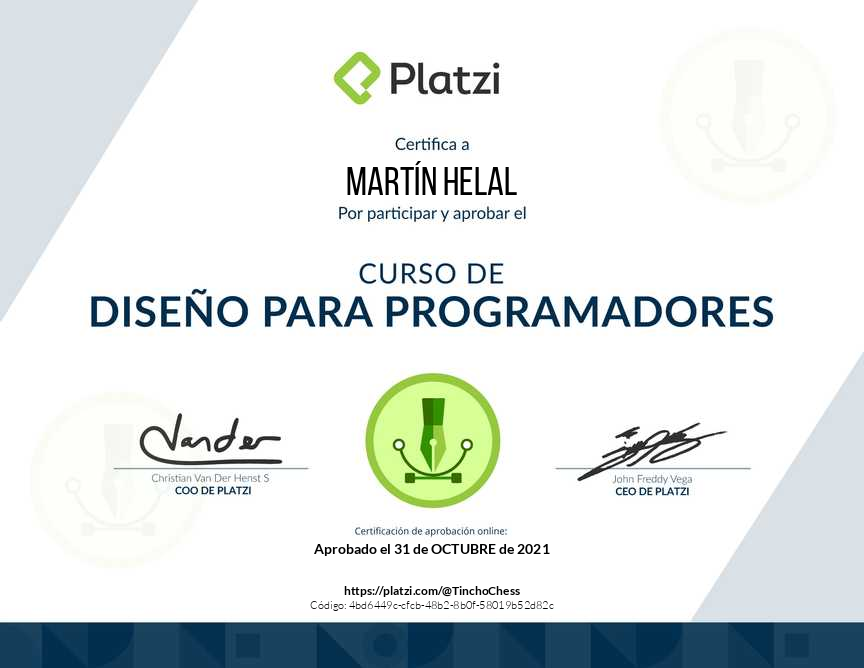 Platzi
Certifica a
MARTÍN HELAL
Por participar y aprobar el
CURSO DE
DISEÑO PARA PROGRAMADORES
Vander
Christian Van Der Henst S
COO DE PLATZI
John Freddy Vega
CEO DE PLATZI
Certificación de aprobación online:
Aprobado el 31 de OCTUBRE de 2021
https://platzi.com/@TinchoChess
Código: 4bd6449c-cfcb-48b2-8b0f-58019b52d82c